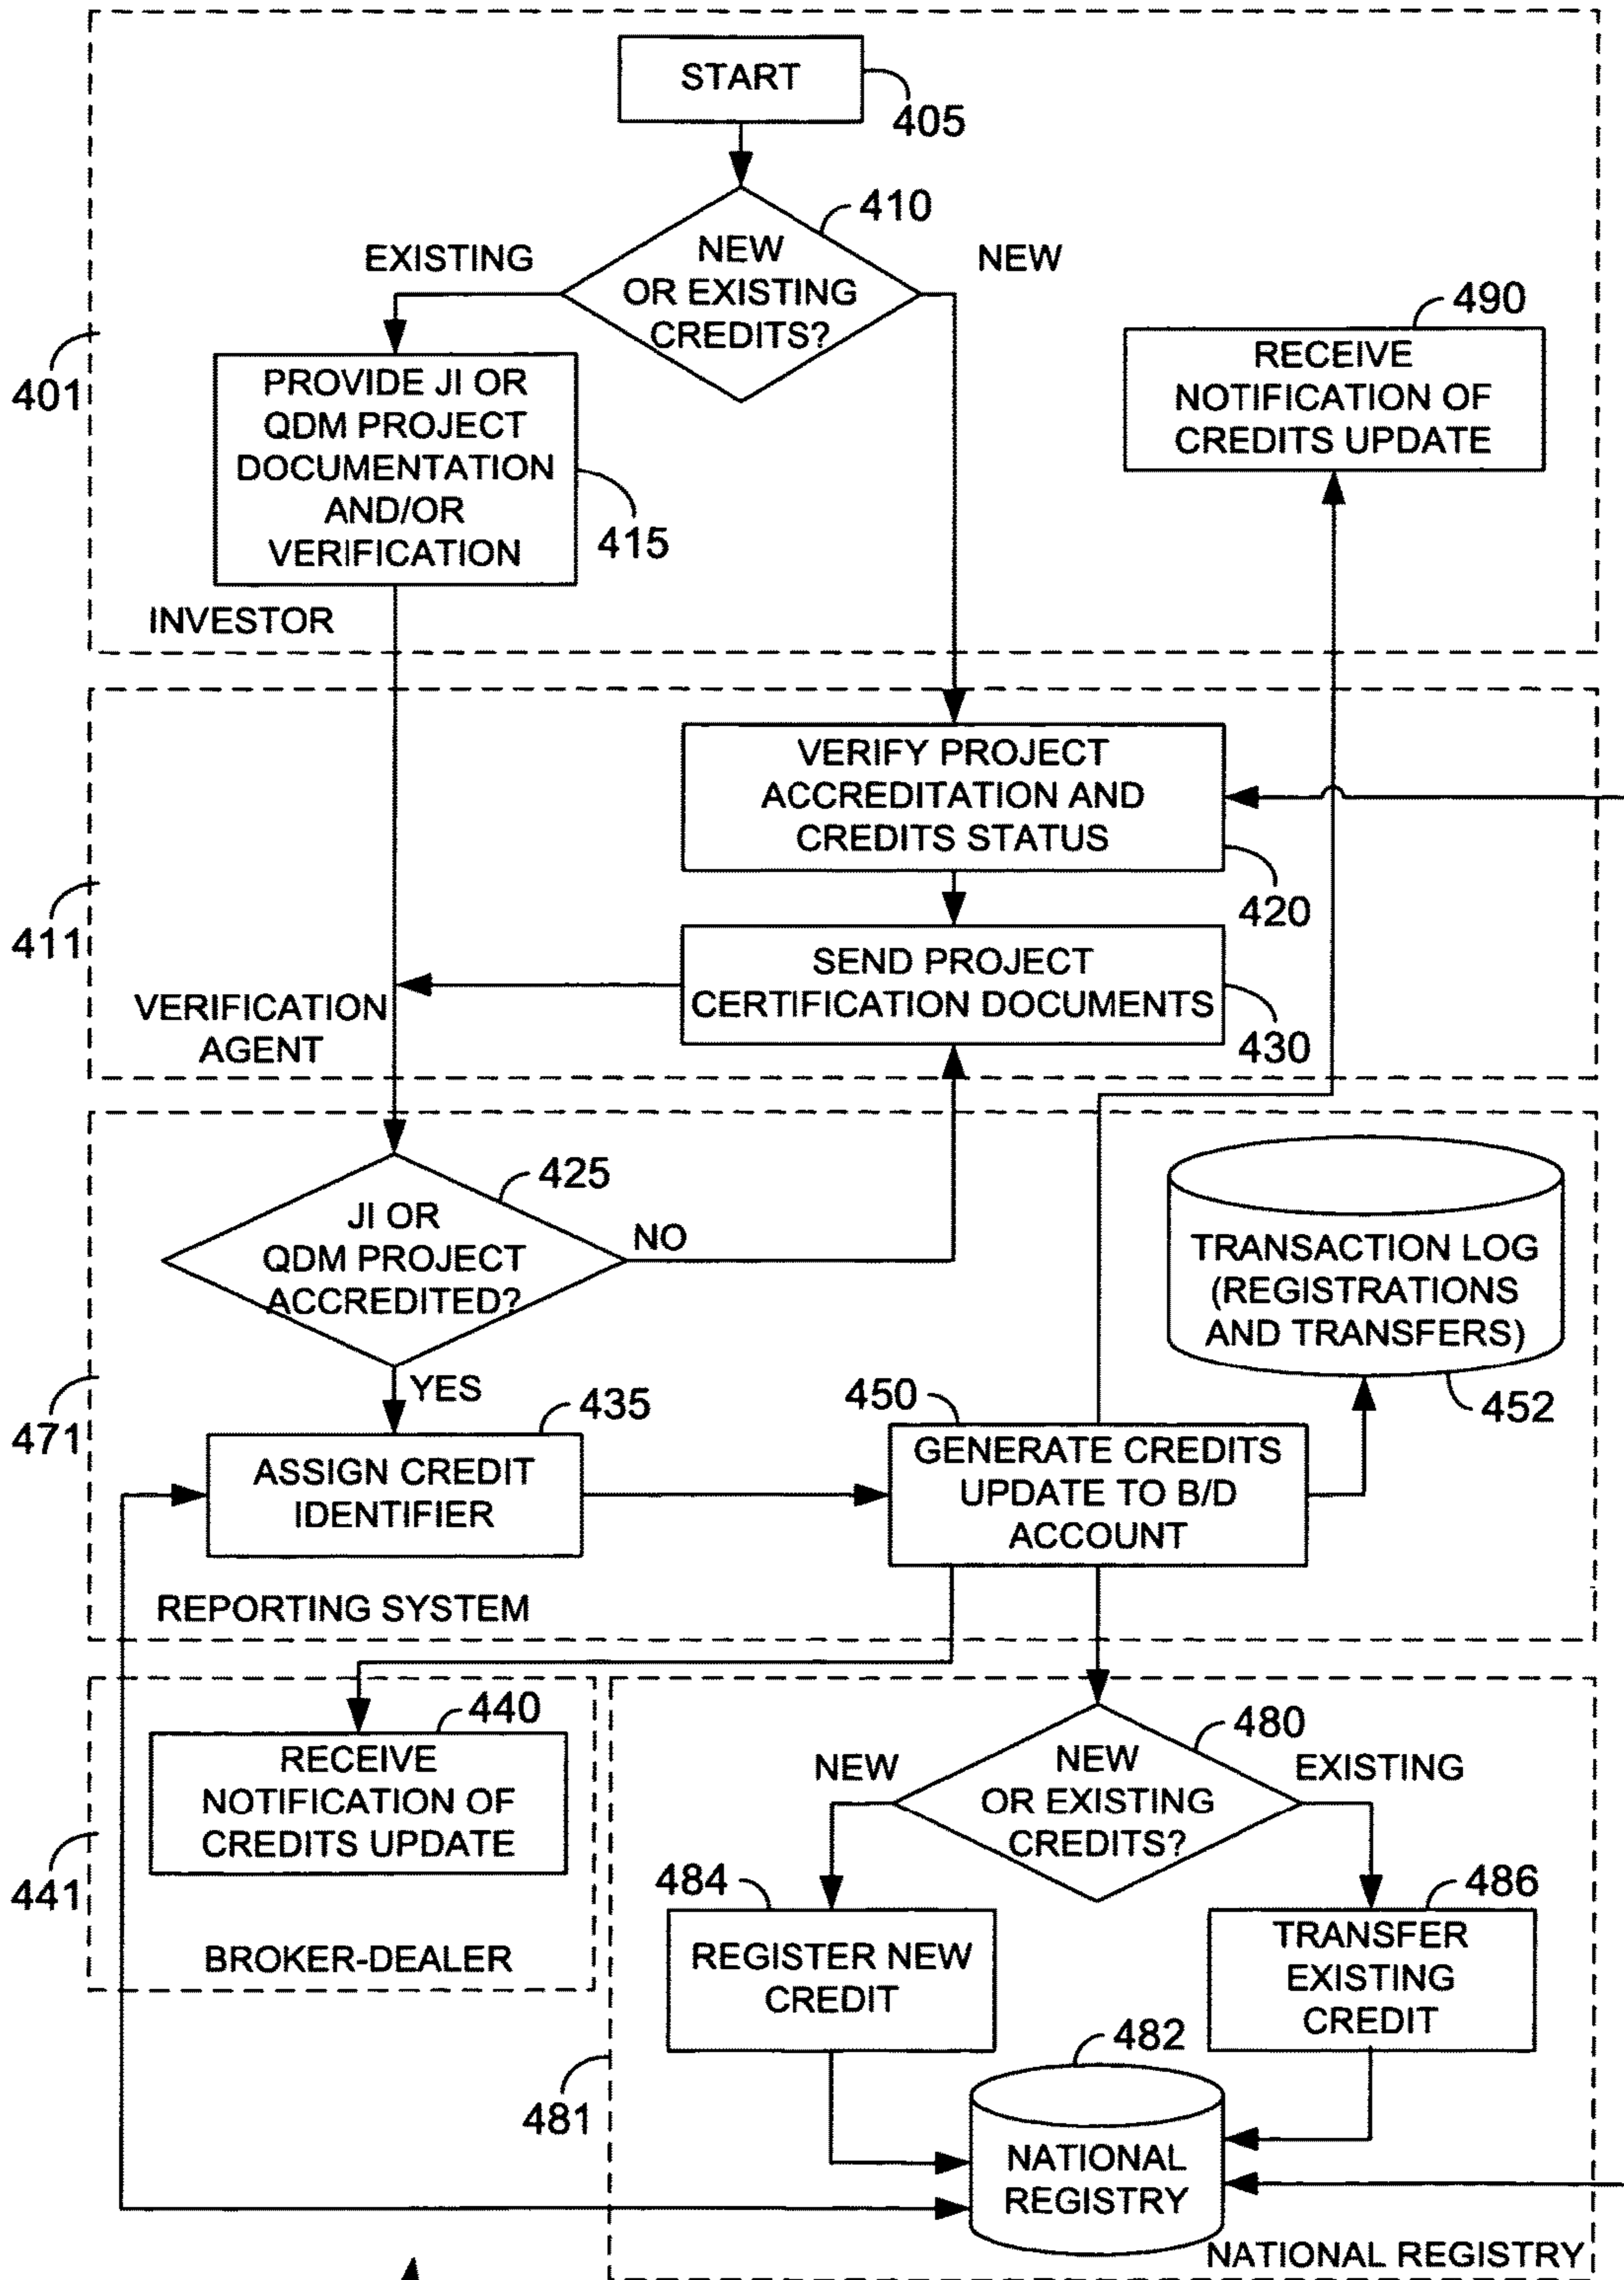 START
405
410
NEW
OR EXISTING
CREDITS?
EXISTING
NEW
490
RECEIVE
NOTIFICATION OF
CREDITS UPDATE
401
PROVIDE JI OR
QDM PROJECT
DOCUMENTATION
AND/OR
VERIFICATION
415
INVESTOR
VERIFY PROJECT
ACCREDITATION AND
CREDITS STATUS
420
411
SEND PROJECT
CERTIFICATION DOCUMENTS
430
VERIFICATION
AGENT
425
JI OR
QDM PROJECT
ACCREDITED?
NO
YES
TRANSACTION LOG
(REGISTRATIONS
AND TRANSFERS)
452
471
435
ASSIGN CREDIT
IDENTIFIER
450
GENERATE CREDITS
UPDATE TO B/D
ACCOUNT
REPORTING SYSTEM
440
RECEIVE
NOTIFICATION OF
CREDITS UPDATE
441
BROKER-DEALER
480
NEW
OR EXISTING
CREDITS?
NEW
EXISTING
484
REGISTER NEW
CREDIT
486
TRANSFER
EXISTING
CREDIT
481
482
NATIONAL
REGISTRY
NATIONAL REGISTRY